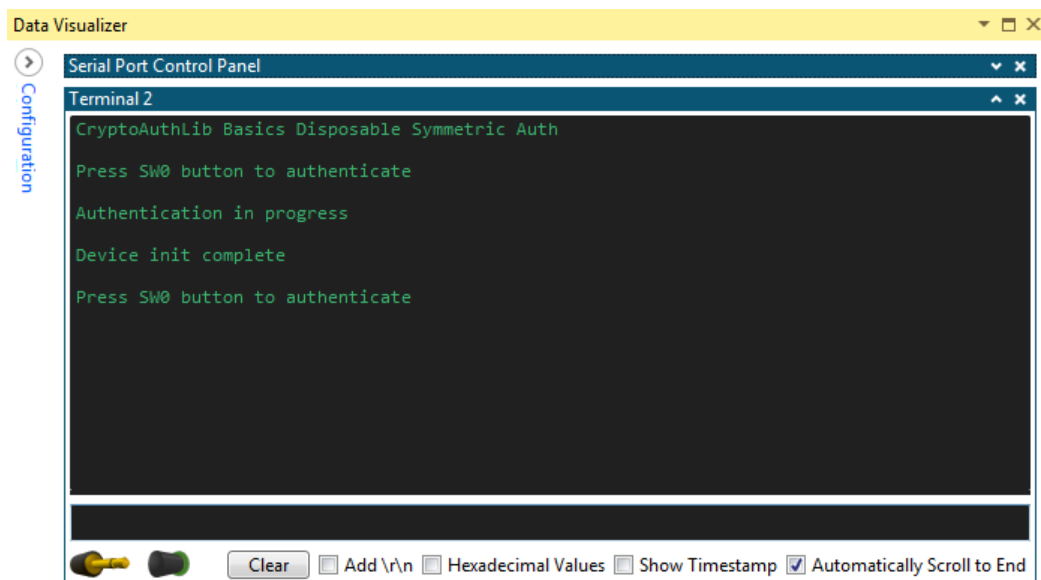 Data Visualizer
Configuration
Serial Port Control Panel
Terminal 2
CryptoAuthLib Basics Disposable Symmetric Auth
Press SW0 button to authenticate
Authentication in progress
Device init complete
Press SW0 button to authenticate
Clear Add \r\n Hexadecimal Values Show Timestamp Automatically Scroll to End